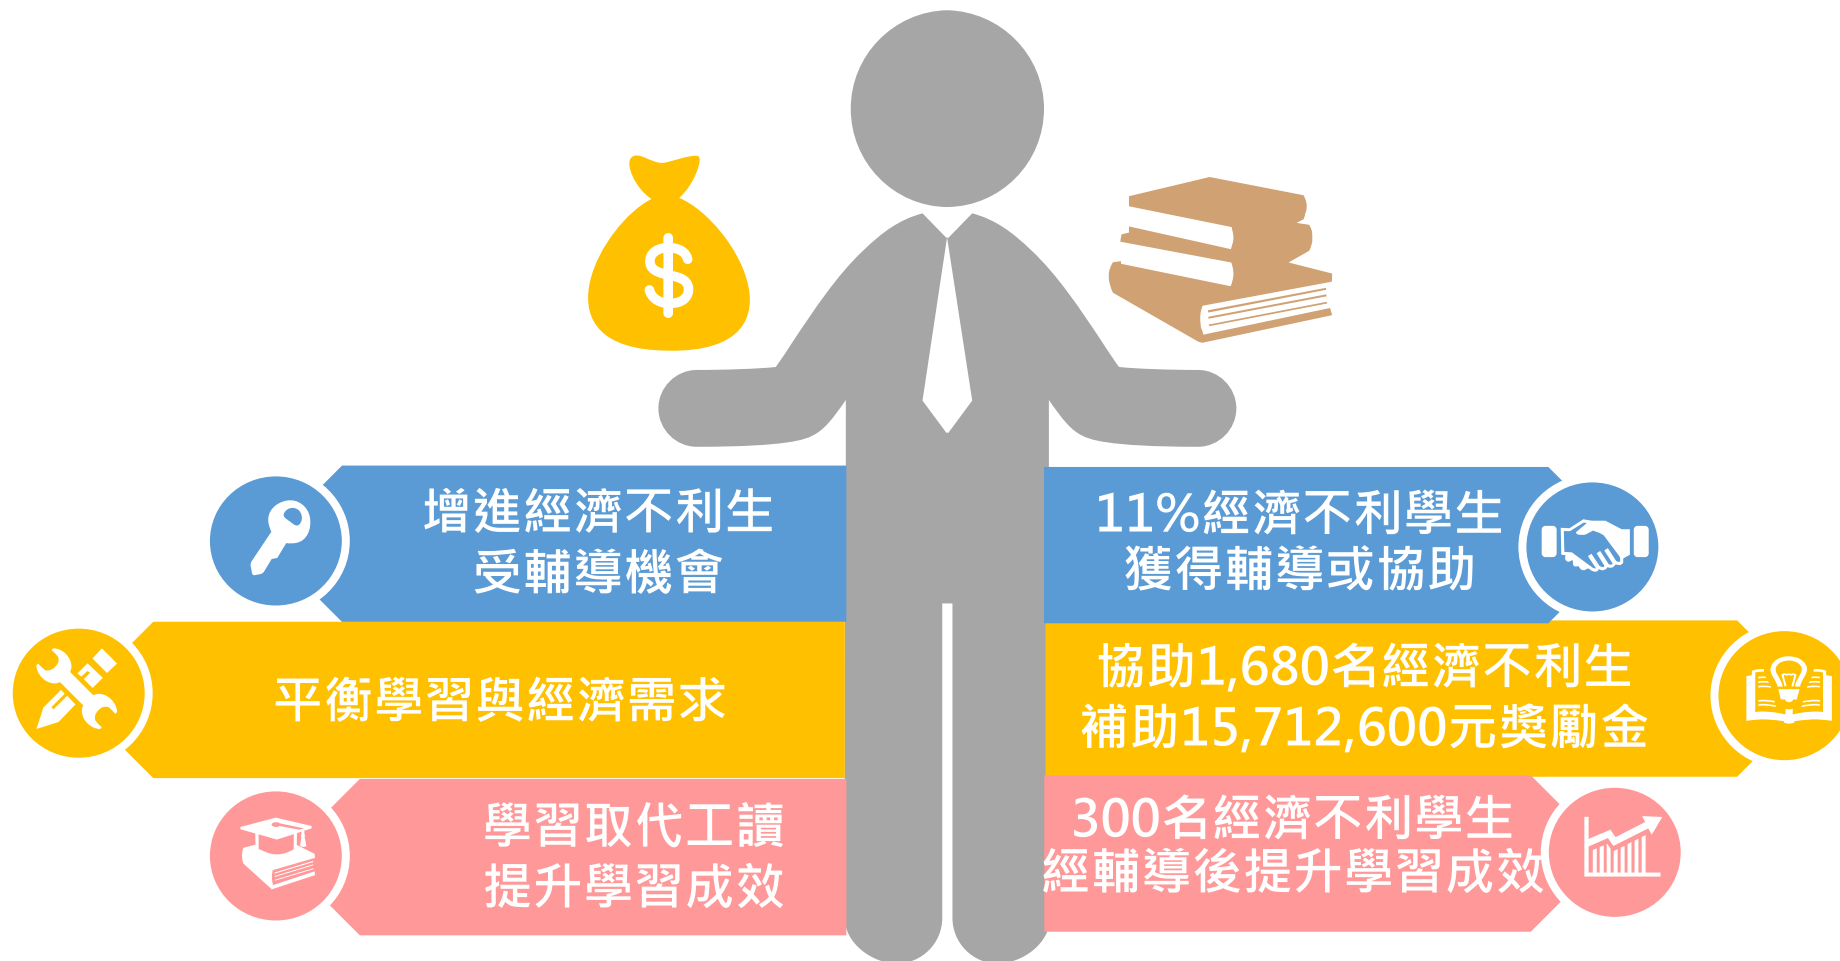 $
增進經濟不利生
受輔導機會
11%經濟不利學生
獲得輔導或協助
平衡學習與經濟需求
協助1,680名經濟不利生
補助15,712,600元獎勵金
學習取代工讀
提升學習成效
300名經濟不利學生
經輔導後提升學習成效